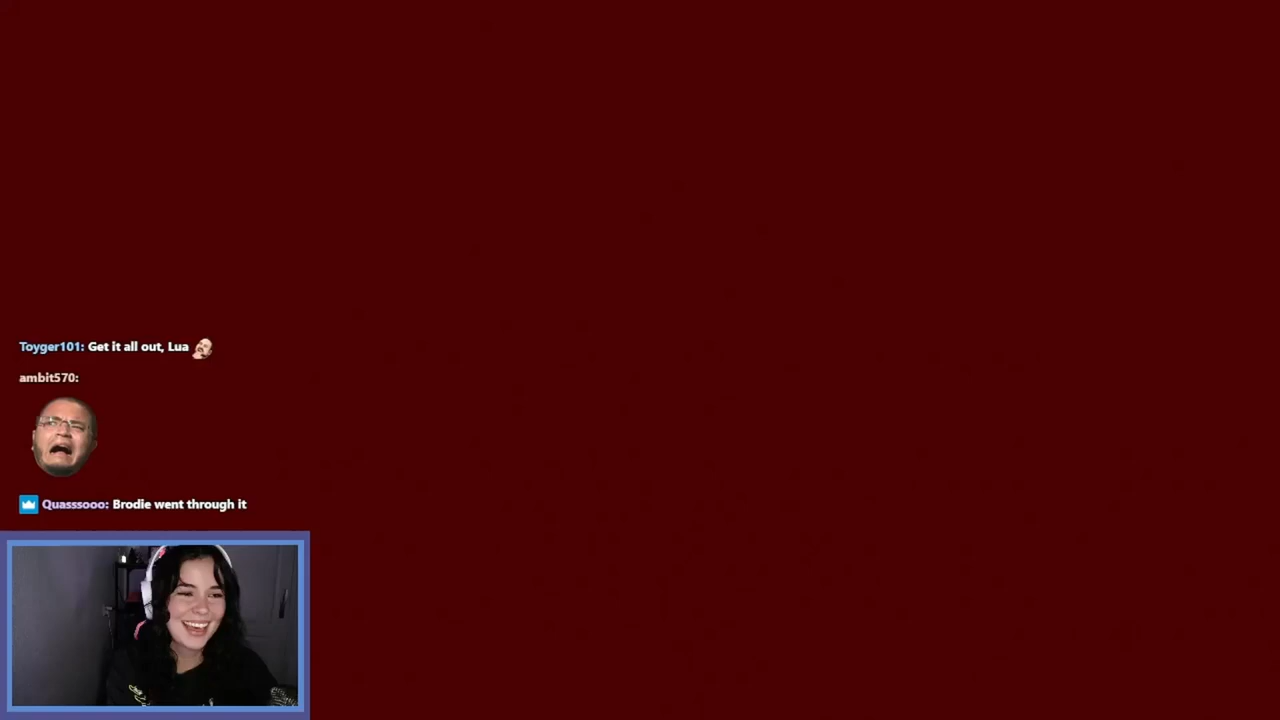 Toyger101: Get it all out, Lua
ambit570:
Quasssooo: Brodie went through it